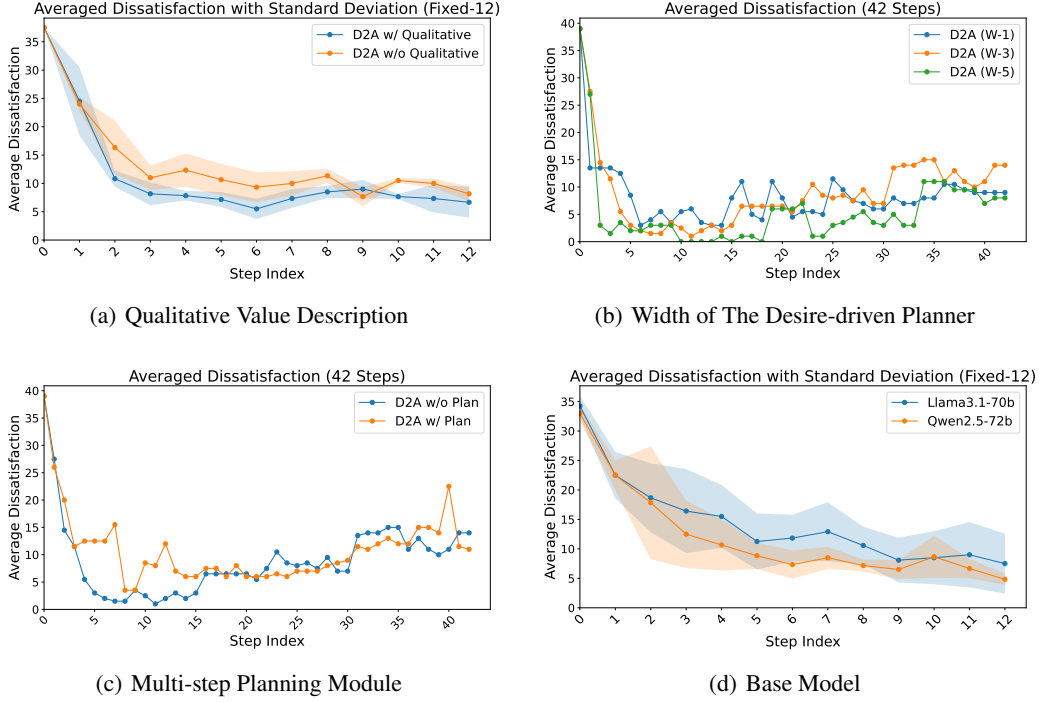 Averaged Dissatisfaction with Standard Deviation (Fixed-12)
D2A w/ Qualitative
D2A w/o Qualitative
Average Dissatisfaction
35
30
25
20
15
10
5
0
0 1 2 3 4 5 6 7 8 9 10 11 12
Step Index
(a) Qualitative Value Description
Averaged Dissatisfaction (42 Steps)
D2A (W-1)
D2A (W-3)
D2A (W-5)
Average Dissatisfaction
40
35
30
25
20
15
10
5
0
0 5 10 15 20 25 30 35 40
Step Index
(b) Width of The Desire-driven Planner
Averaged Dissatisfaction (42 Steps)
D2A w/o Plan
D2A w/ Plan
Average Dissatisfaction
40
35
30
25
20
15
10
5
0
0 5 10 15 20 25 30 35 40
Step Index
(c) Multi-step Planning Module
Averaged Dissatisfaction with Standard Deviation (Fixed-12)
Llama3.1-70b
Qwen2.5-72b
Average Dissatisfaction
35
30
25
20
15
10
5
0
0 1 2 3 4 5 6 7 8 9 10 11 12
Step Index
(d) Base Model